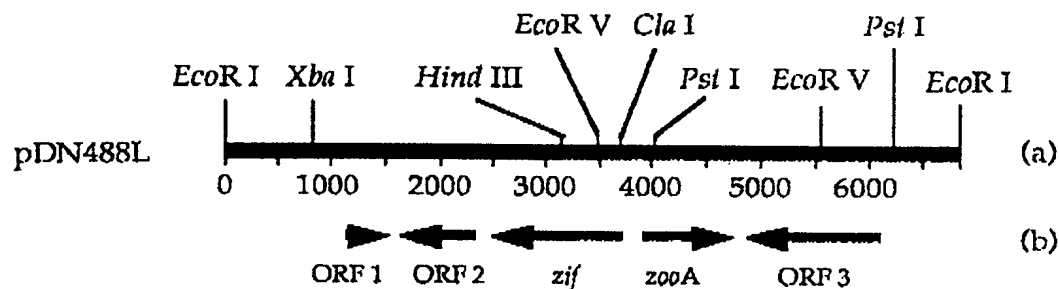 EcoR V Cla I Pst I
EcoR I Xba I Hind III Pst I EcoR V EcoR I
pDN488L (a)
0 1000 2000 3000 4000 5000 6000
(b)
ORF 1 ORF 2 zif zooA ORF 3